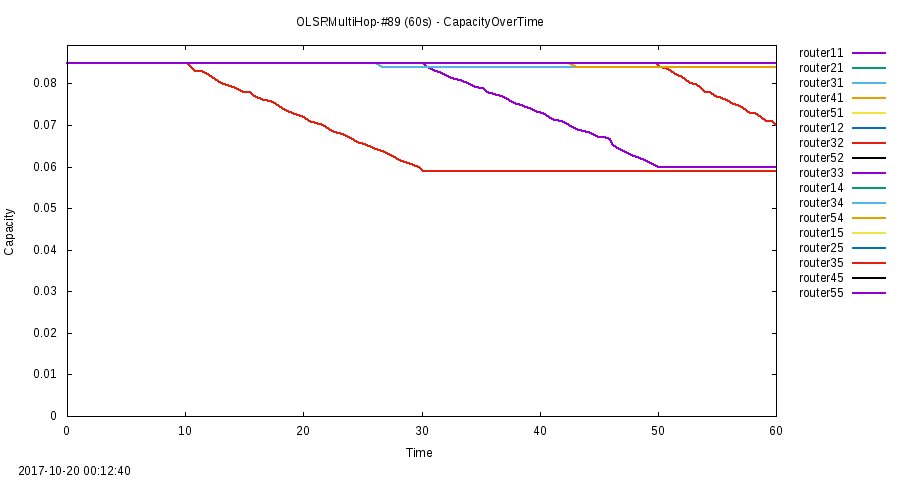 OLSRMultiHop-#89 (60s) - CapacityOverTime
router11
router21
router31
router41
router51
router12
router32
router52
router33
router14
router34
router54
router15
router25
router35
router45
router55
0.08
0.07
0.06
0.05
0.04
0.03
0.02
0.01
0
Capacity
0 10 20 30 40 50 60
Time
2017-10-20 00:12:40